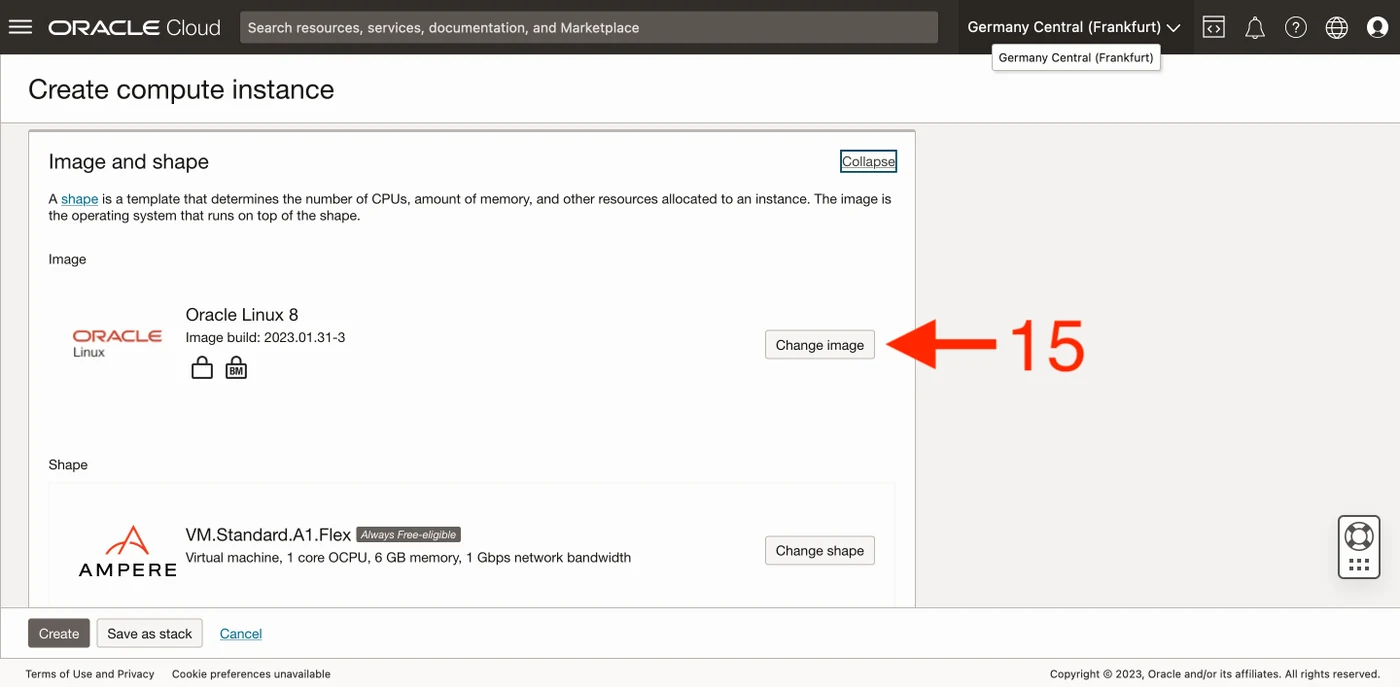 ORACLE Cloud
Search resources, services, documentation, and Marketplace
Germany Central (Frankfurt)
Germany Central (Frankfurt)
Create compute instance
Image and shape
Collapse
A shape is a template that determines the number of CPUs, amount of memory, and other resources allocated to an instance. The image is
the operating system that runs on top of the shape.
Image
ORACLE
Linux
Oracle Linux 8
Image build: 2023.01.31-3
BM
Change image
15
Shape
AMPERE
VM.Standard.A1.Flex Always Free-eligible
Virtual machine, 1 core OCPU, 6 GB memory, 1 Gbps network bandwidth
Change shape
Create
Save as stack
Cancel
Terms of Use and Privacy
Cookie preferences unavailable
Copyright © 2023, Oracle and/or its affiliates. All rights reserved.